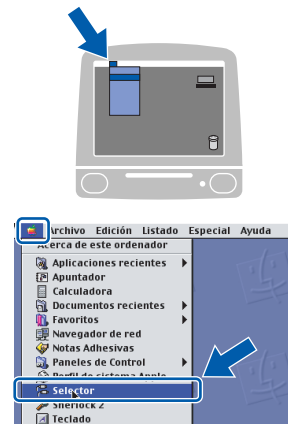 Archivo Edición Listado Especial Ayuda
Acerca de este ordenador
Aplicaciones recientes
Apuntador
Calculadora
Documentos recientes
Favoritos
Navegador de red
Notas Adhesivas
Paneles de Control
Perfil de sistema Apple
Selector
Sherlock 2
Teclado